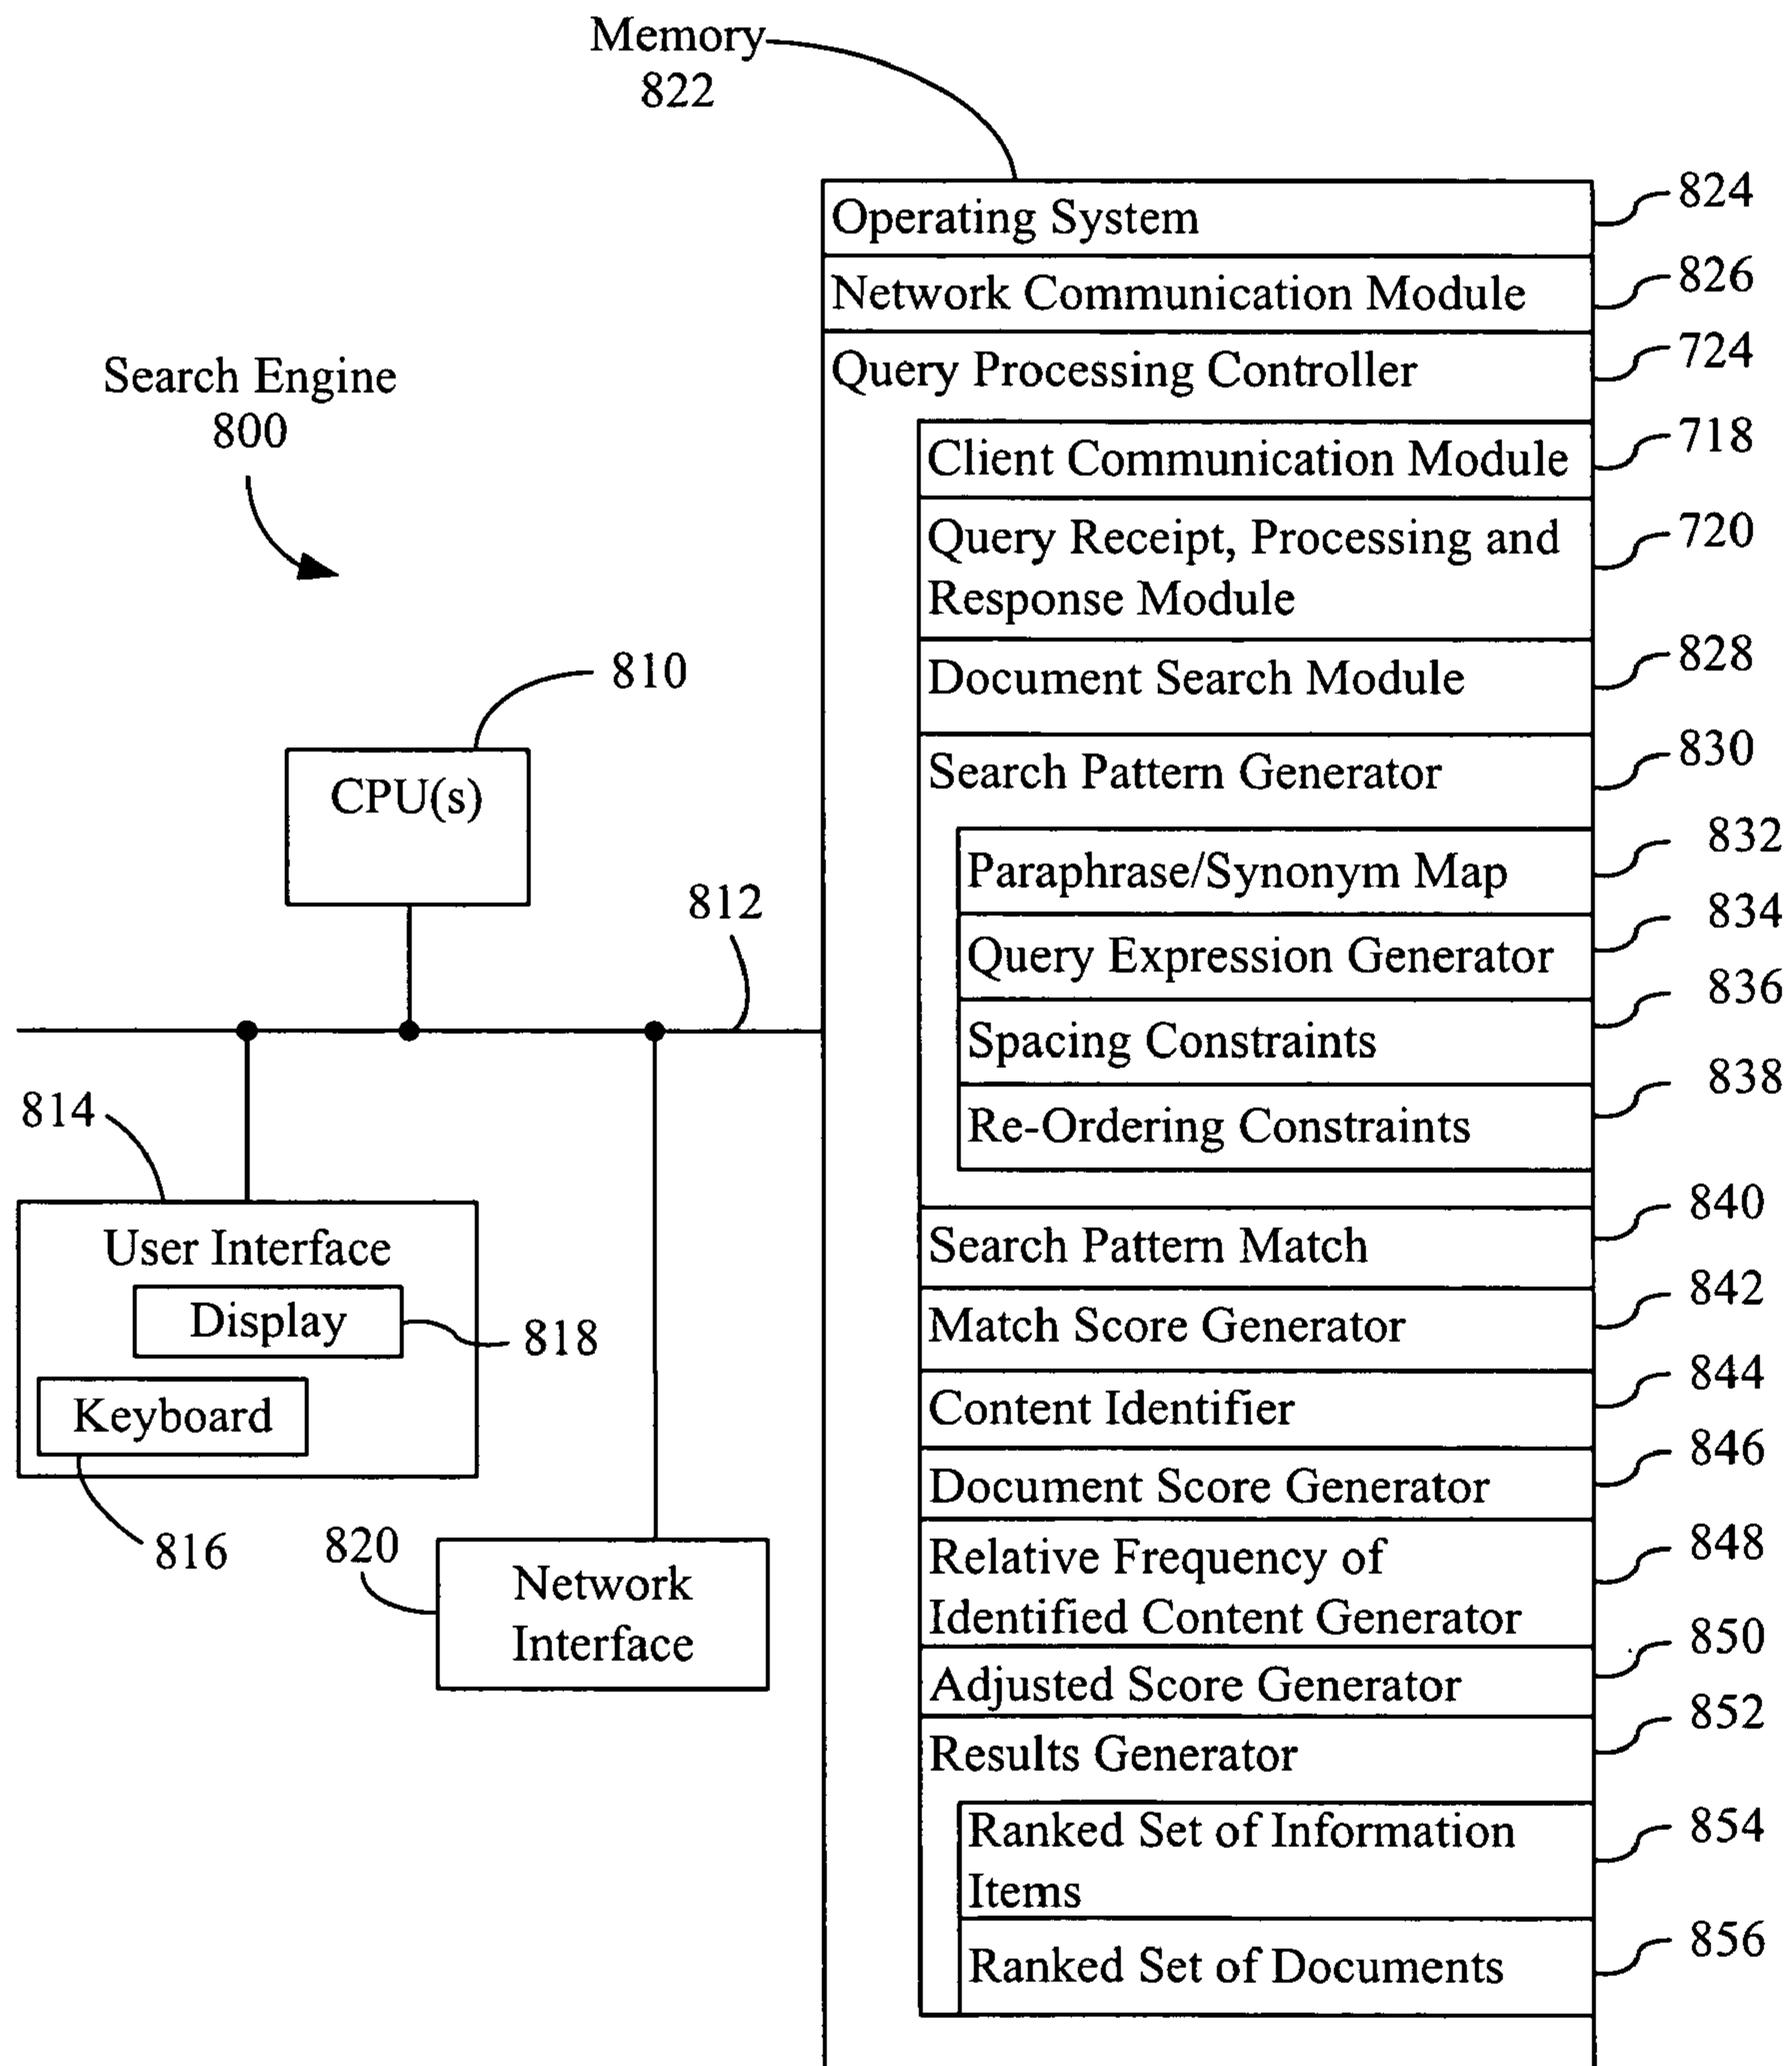 Memory
822
Operating System
824
Network Communication Module
826
Query Processing Controller
724
Search Engine
800
Client Communication Module
718
Query Receipt, Processing and
Response Module
720
Document Search Module
828
Search Pattern Generator
830
Paraphrase/Synonym Map
832
Query Expression Generator
834
Spacing Constraints
836
Re-Ordering Constraints
838
810
CPU(s)
812
814
User Interface
Display
818
Keyboard
816
820
Network
Interface
Search Pattern Match
840
Match Score Generator
842
Content Identifier
844
Document Score Generator
846
Relative Frequency of
Identified Content Generator
848
Adjusted Score Generator
850
Results Generator
852
Ranked Set of Information
Items
854
Ranked Set of Documents
856